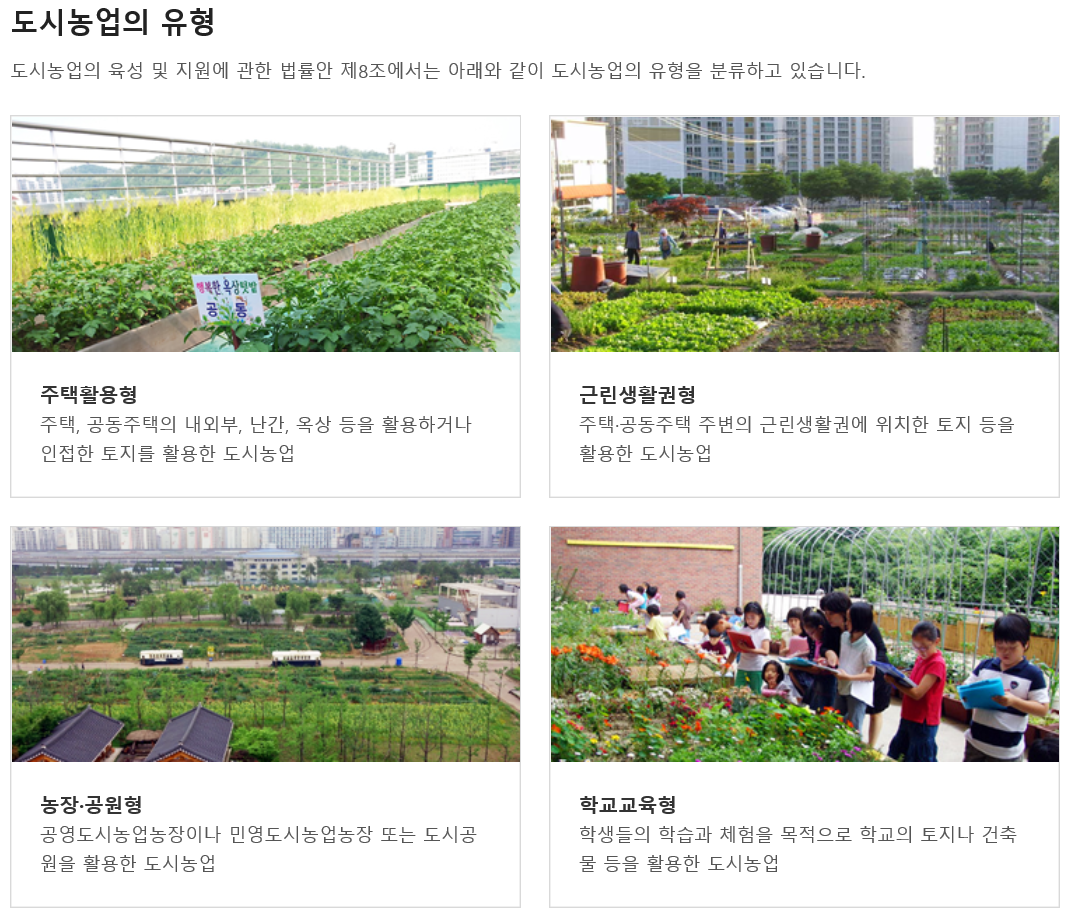 도시농업의 유형
도시농업의 육성 및 지원에 관한 법률안 제8조에서는 아래와 같이 도시농업의 유형을 분류하고 있습니다.
행복한 옥상텃밭
공 동
주택활용형
주택, 공동주택의 내외부, 난간, 옥상 등을 활용하거나
인접한 토지를 활용한 도시농업
근린생활권형
주택·공동주택 주변의 근린생활권에 위치한 토지 등을
활용한 도시농업
농장·공원형
공영도시농업농장이나 민영도시농업농장 또는 도시공
원을 활용한 도시농업
학교교육형
학생들의 학습과 체험을 목적으로 학교의 토지나 건축
물 등을 활용한 도시농업